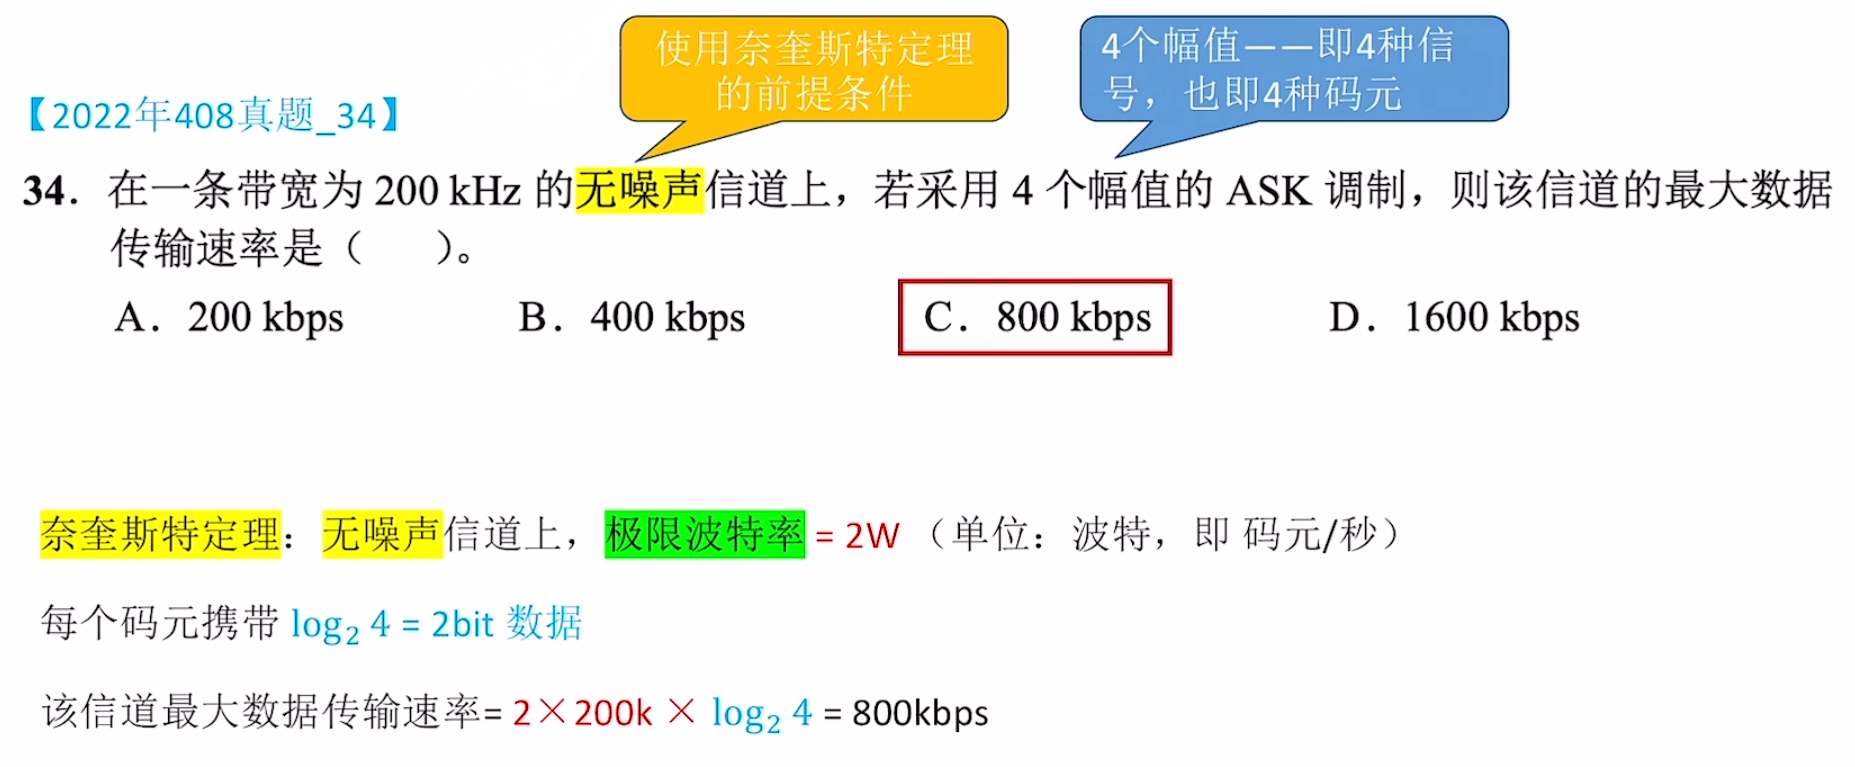 使用奈奎斯特定理
的前提条件
4个幅值——即4种信
号，也即4种码元
【2022年408真题_34】
34. 在一条带宽为 200 kHz 的无噪声信道上，若采用 4 个幅值的 ASK 调制，则该信道的最大数据
传输速率是（ ）。
A. 200 kbps B. 400 kbps C. 800 kbps D. 1600 kbps
奈奎斯特定理：无噪声信道上，极限波特率 = 2W （单位：波特，即 码元/秒）
每个码元携带 log₂ 4 = 2bit 数据
该信道最大数据传输速率= 2×200k × log₂ 4 = 800kbps